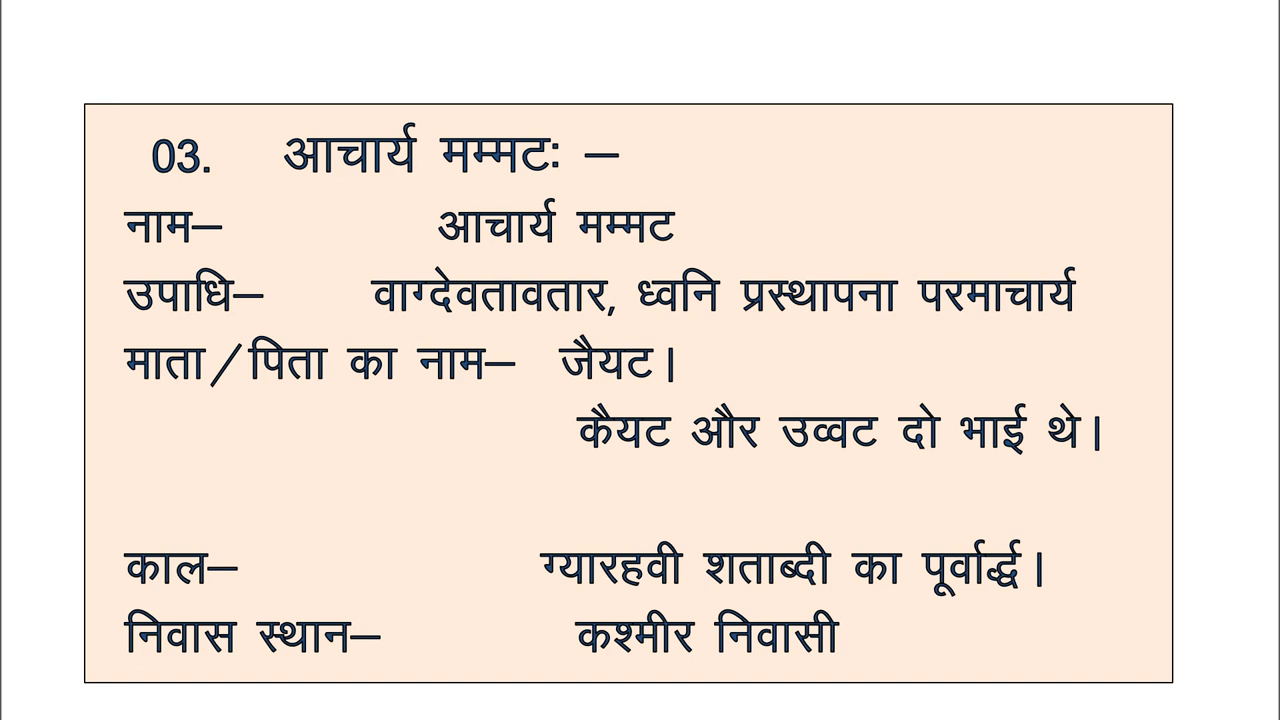 03. आचार्य मम्मटः –
नाम– आचार्य मम्मट
उपाधि– वाग्देवतावतार, ध्वनि प्रस्थापना परमाचार्य
माता/पिता का नाम– जैयट।
कैयट और उव्वट दो भाई थे।
काल– ग्यारहवी शताब्दी का पूर्वार्द्ध।
निवास स्थान– कश्मीर निवासी